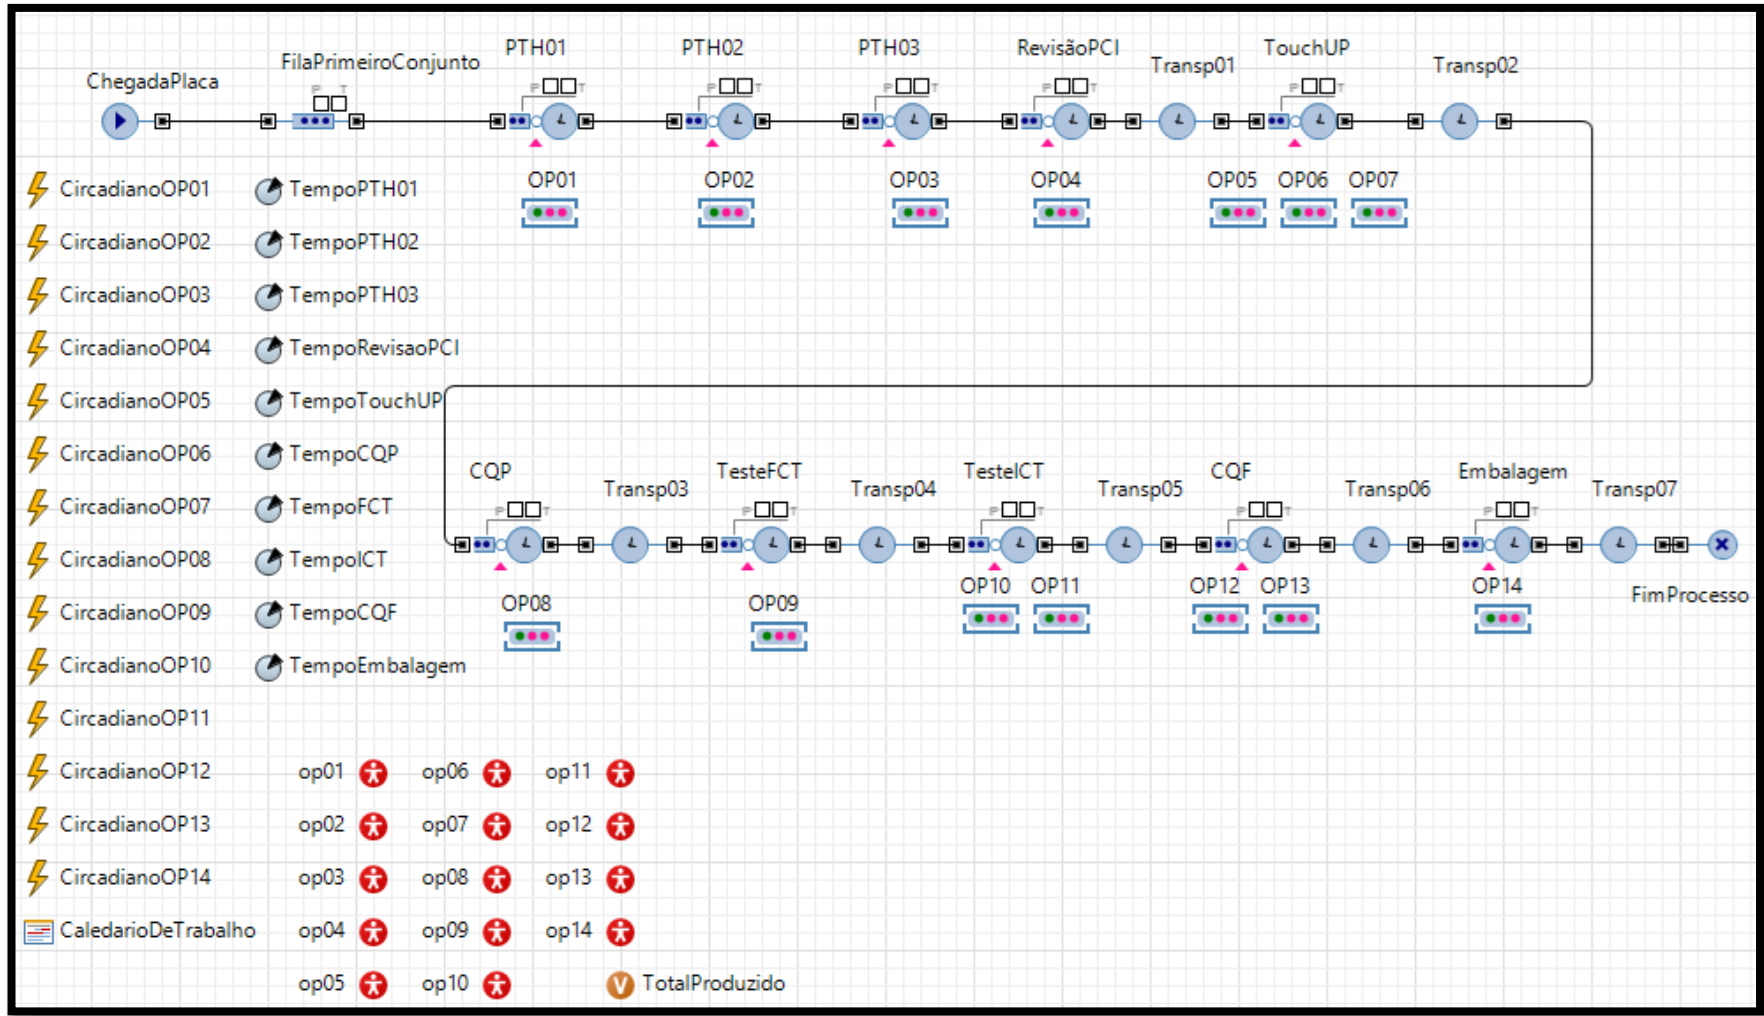 ChegadaPlaca
FilaPrimeiroConjunto
PTH01
PTH02
PTH03
RevisãoPCI
Transp01
TouchUP
Transp02
P T
P T
P T
P T
P T
P T
OP01
OP02
OP03
OP04
OP05 OP06 OP07
CircadianoOP01
CircadianoOP02
CircadianoOP03
CircadianoOP04
CircadianoOP05
CircadianoOP06
CircadianoOP07
CircadianoOP08
CircadianoOP09
CircadianoOP10
CircadianoOP11
CircadianoOP12
CircadianoOP13
CircadianoOP14
CaledarioDeTrabalho
TempoPTH01
TempoPTH02
TempoPTH03
TempoRevisaoPCI
TempoTouchUP
TempoCQP
TempoFCT
TempoICT
TempoCQF
TempoEmbalagem
CQP
Transp03
TesteFCT
Transp04
TesteICT
Transp05
CQF
Transp06
Embalagem
Transp07
P T
P T
P T
P T
P T
OP08
OP09
OP10 OP11
OP12 OP13
OP14
FimProcesso
op01 op06 op11
op02 op07 op12
op03 op08 op13
op04 op09 op14
op05 op10
V TotalProduzido